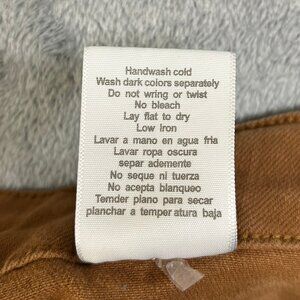 Handwash cold
Wash dark colors separately
Do not wring or twist
No bleach
Lay flat to dry
Low iron
Lavar a mano en agua fria
Lavar ropa oscura
separ ademente
No seque ni tuerza
No acepta blanqueo
Temder piano para secar
planchar a temper atura baja